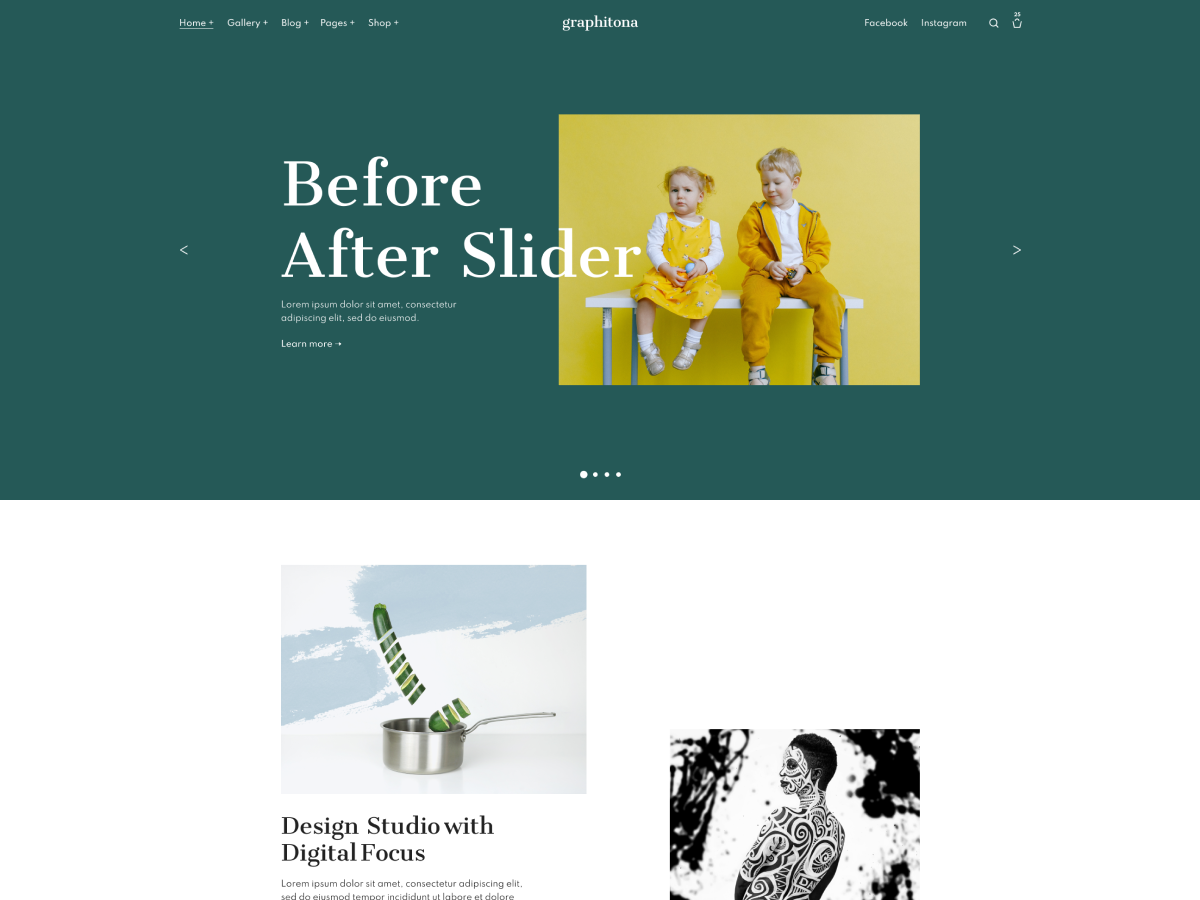 Home + Gallery + Blog + Pages + Shop + graphitona Facebook Instagram 25
Before
After Slider
Lorem ipsum dolor sit amet, consectetur
adipiscing elit, sed do eiusmod.
Learn more →
< >
Design Studio with
Digital Focus
Lorem ipsum dolor sit amet, consectetur adipiscing elit,
sed do eiusmod tempor incididunt ut labore et dolore